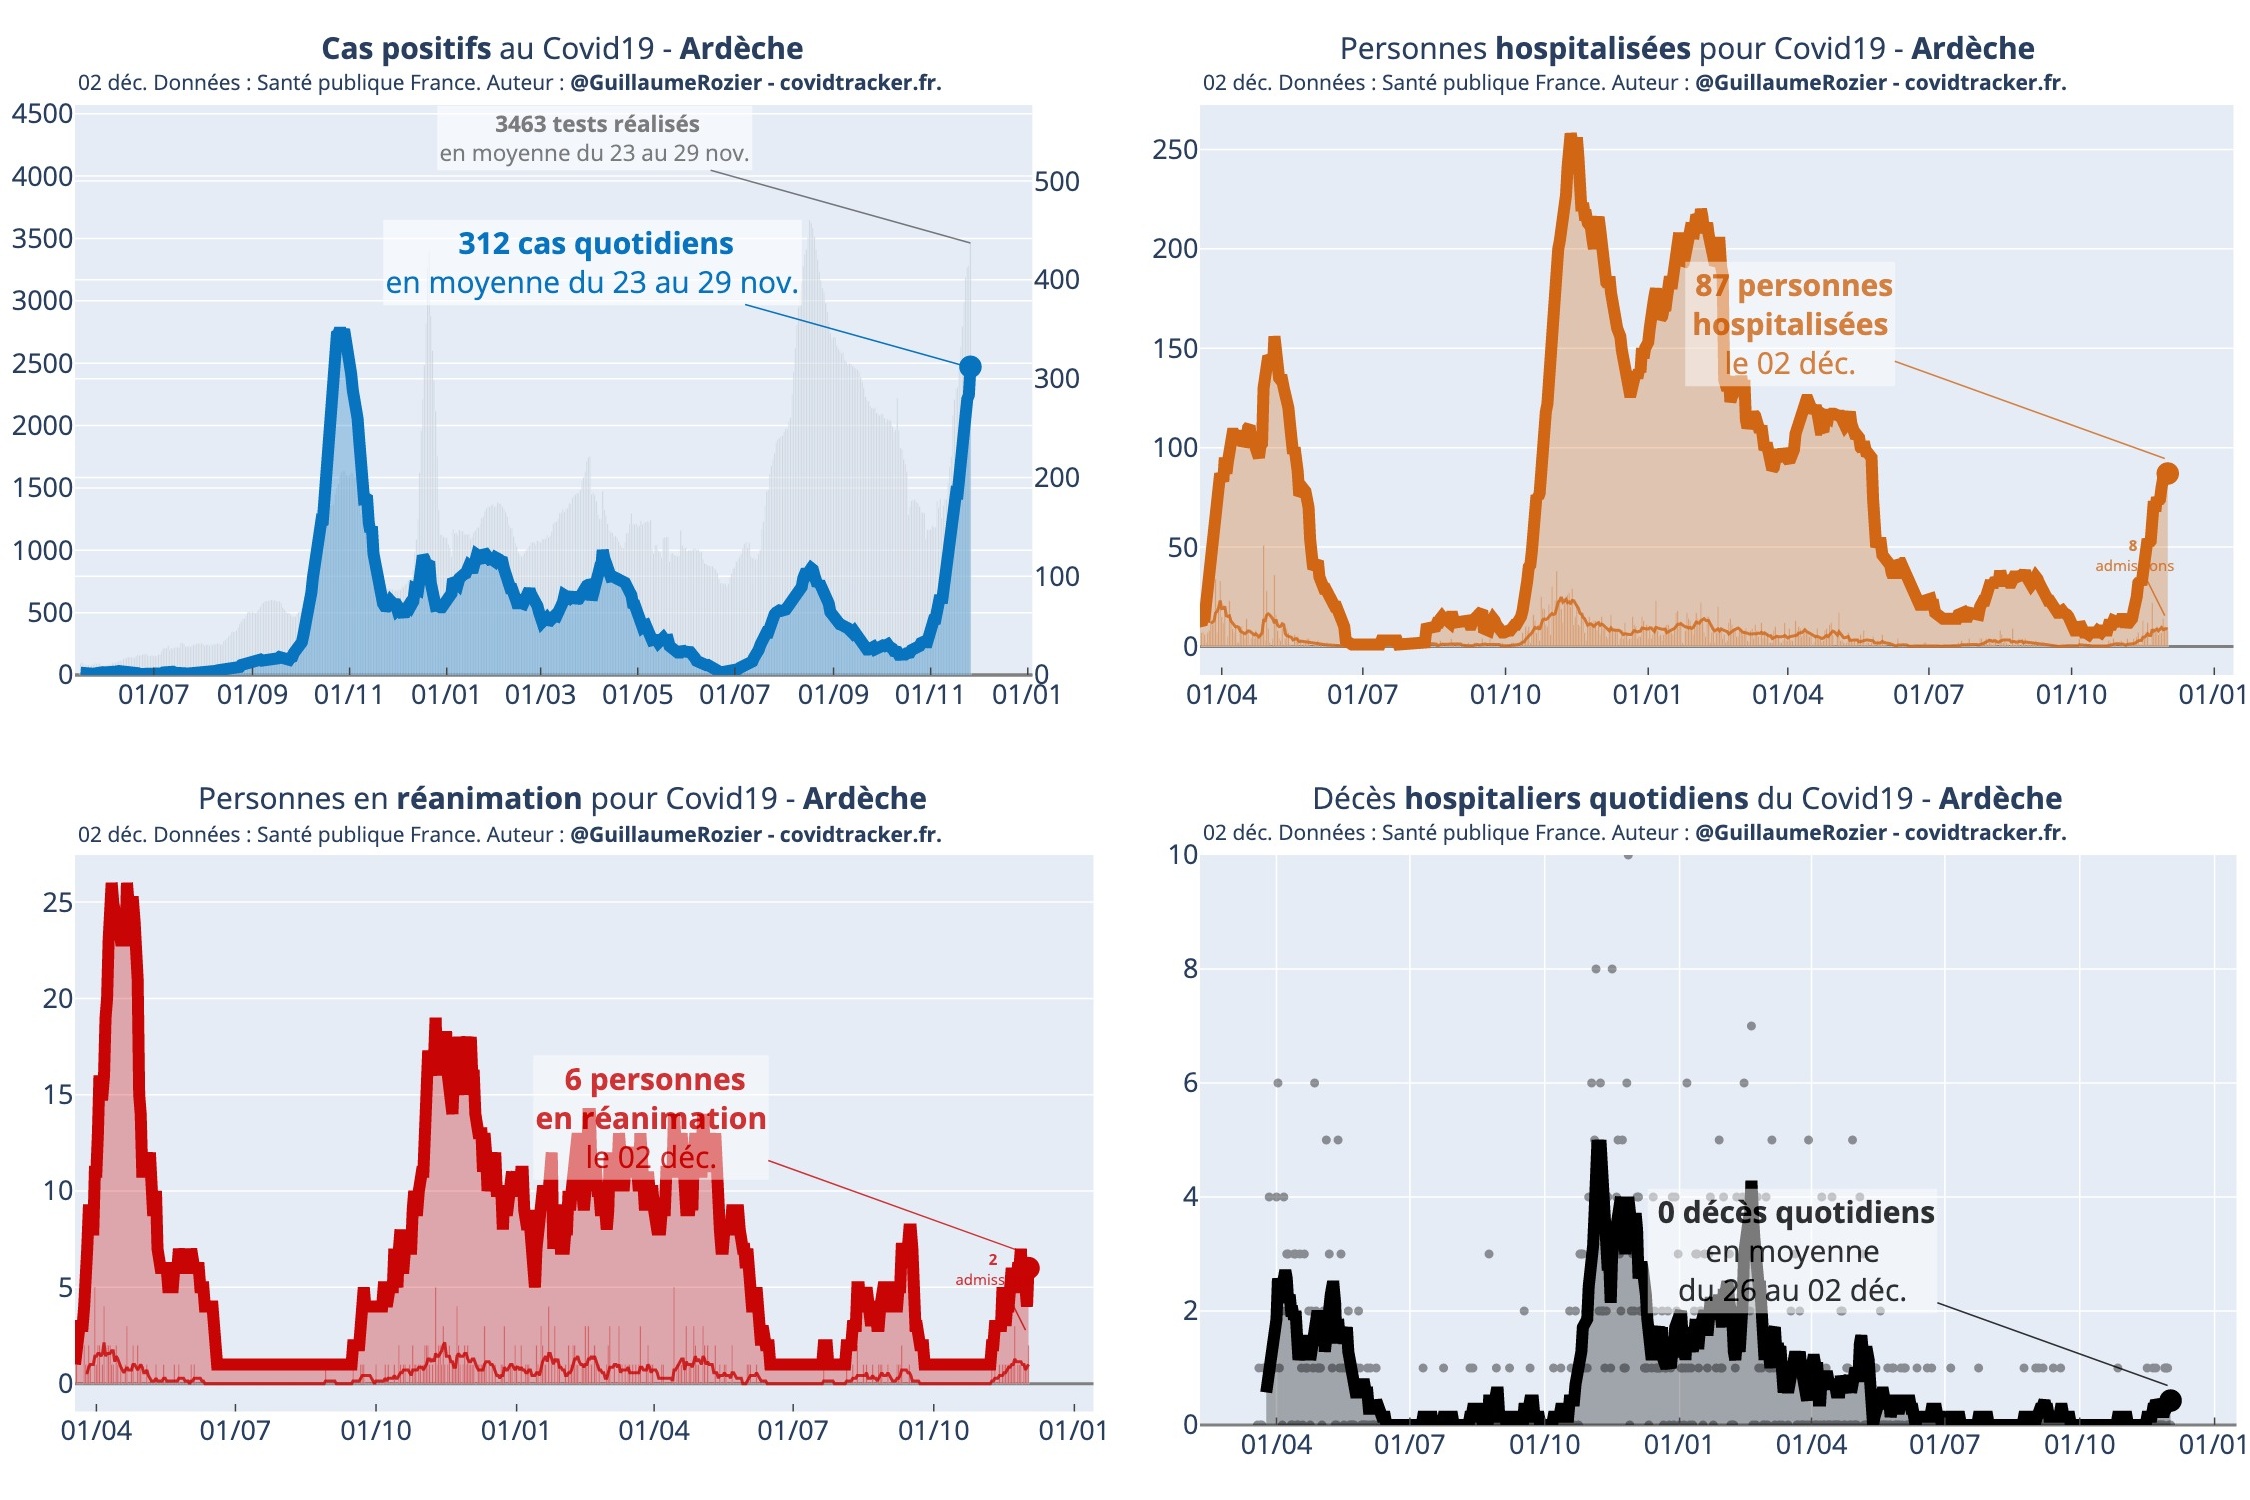 Cas positifs au Covid19 - Ardèche
02 déc. Données : Santé publique France. Auteur : @GuillaumeRozier - covidtracker.fr.
4500
4000
3500
3000
2500
2000
1500
1000
500
0
500
400
300
200
100
0
3463 tests réalisés
en moyenne du 23 au 29 nov.
312 cas quotidiens
en moyenne du 23 au 29 nov.
01/07 01/09 01/11 01/01 01/03 01/05 01/07 01/09 01/11 01/01
Personnes hospitalisées pour Covid19 - Ardèche
02 déc. Données : Santé publique France. Auteur : @GuillaumeRozier - covidtracker.fr.
250
200
150
100
50
0
87 personnes
hospitalisées
le 02 déc.
8
admissions
01/04 01/07 01/10 01/01 01/04 01/07 01/10 01/01
Personnes en réanimation pour Covid19 - Ardèche
02 déc. Données : Santé publique France. Auteur : @GuillaumeRozier - covidtracker.fr.
25
20
15
10
5
0
6 personnes
en réanimation
le 02 déc.
2
admiss
01/04 01/07 01/10 01/01 01/04 01/07 01/10 01/01
Décès hospitaliers quotidiens du Covid19 - Ardèche
02 déc. Données : Santé publique France. Auteur : @GuillaumeRozier - covidtracker.fr.
10
8
6
4
2
0
0 décès quotidiens
en moyenne
du 26 au 02 déc.
01/04 01/07 01/10 01/01 01/04 01/07 01/10 01/01